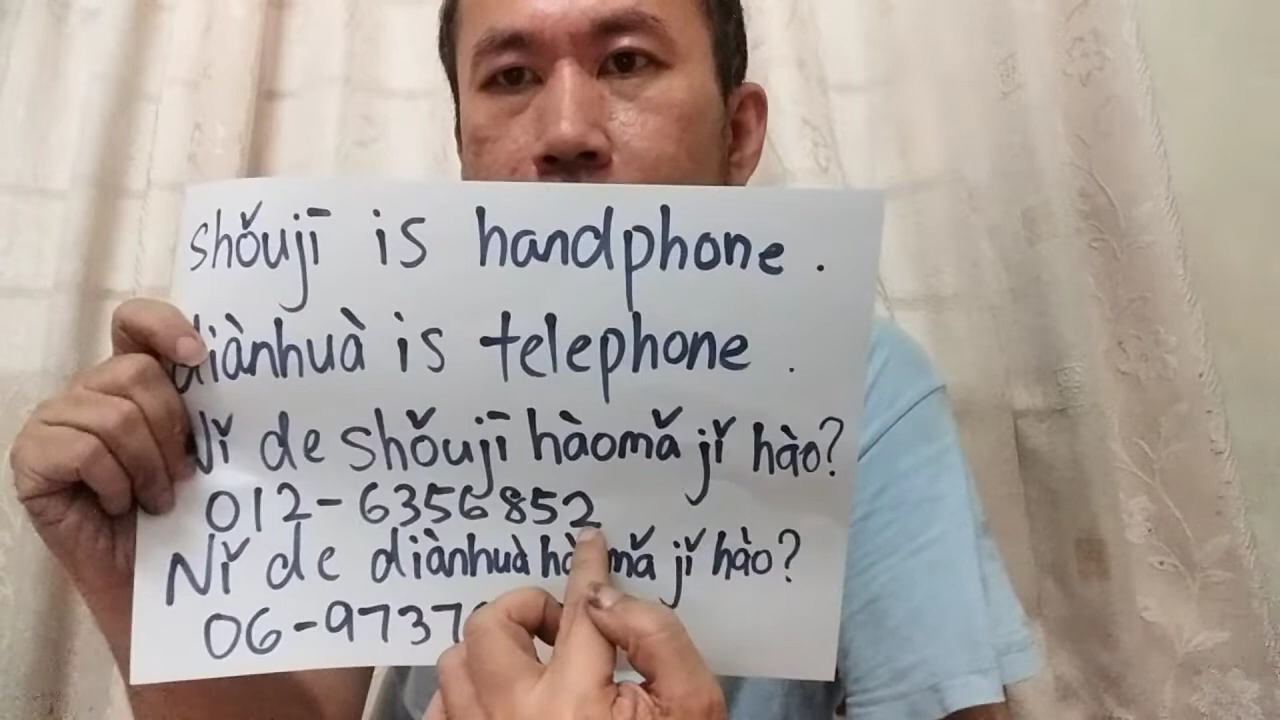 shǒujī is handphone.
diànhuà is telephone.
Nǐ de shǒujī hàomǎ jǐ hào?
012-6356852
Nǐ de diànhuà hàomǎ jǐ hào?
06-9737